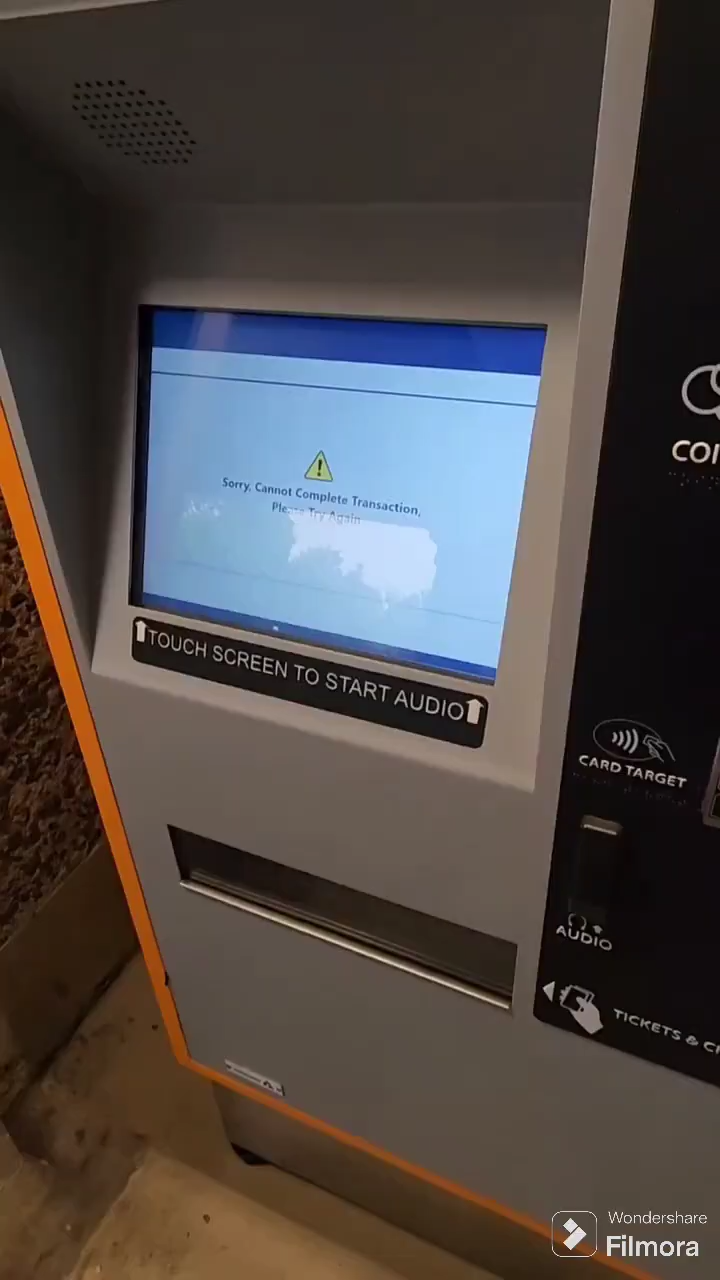 Sorry, Cannot Complete Transaction,
Please Try Again
TOUCH SCREEN TO START AUDIO
CARD TARGET
AUDIO
TICKETS &
Wondershare
Filmora